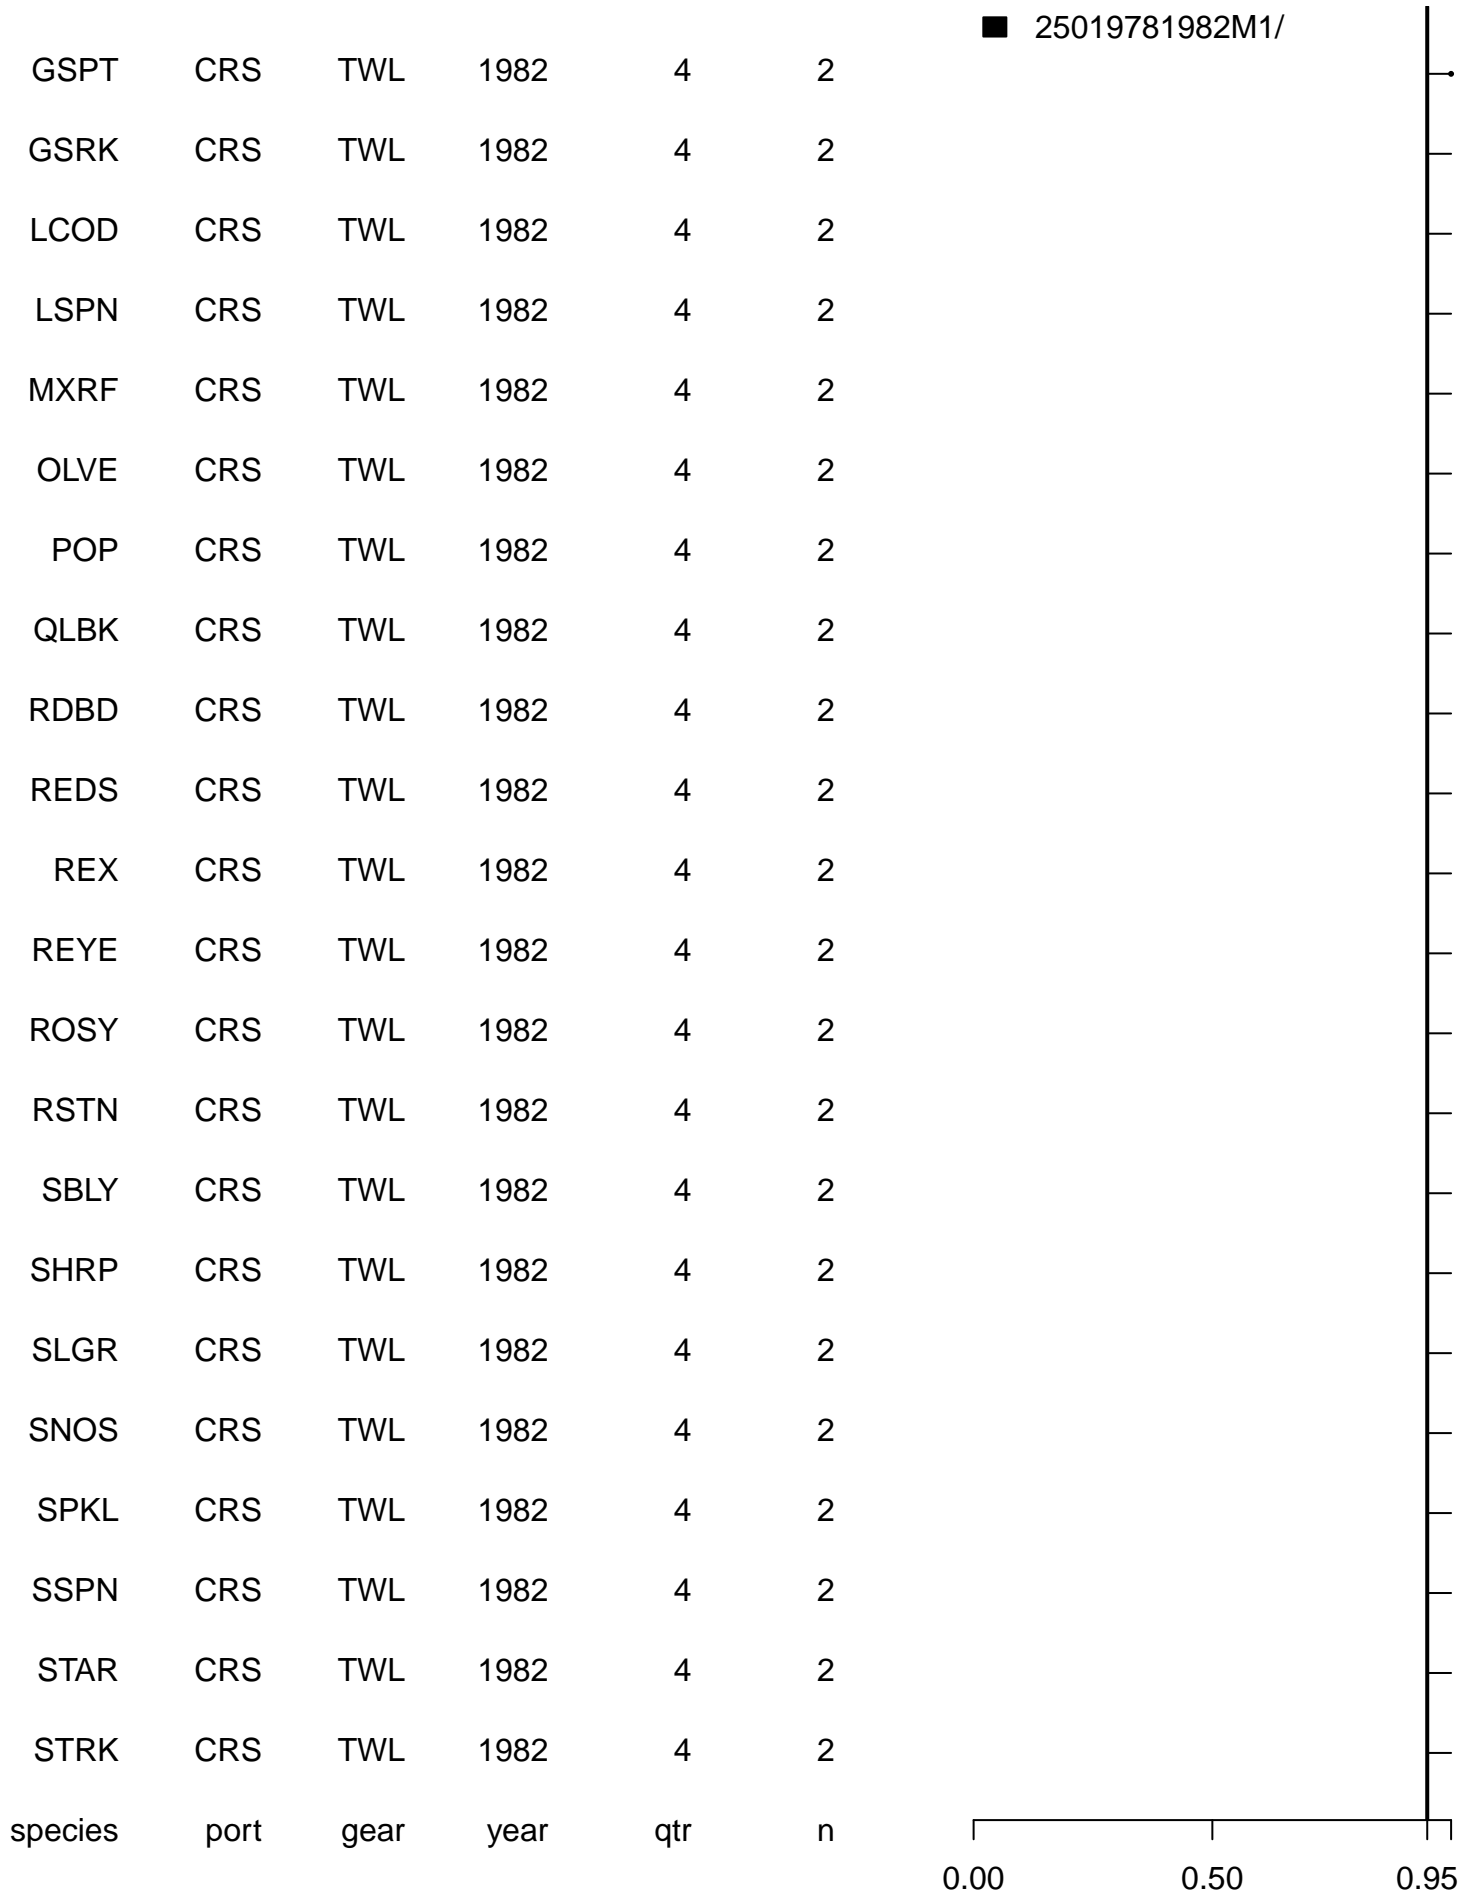 25019781982M1/
GSPT CRS TWL 1982 4 2
GSRK CRS TWL 1982 4 2
LCOD CRS TWL 1982 4 2
LSPN CRS TWL 1982 4 2
MXRF CRS TWL 1982 4 2
OLVE CRS TWL 1982 4 2
POP CRS TWL 1982 4 2
QLBK CRS TWL 1982 4 2
RDBD CRS TWL 1982 4 2
REDS CRS TWL 1982 4 2
REX CRS TWL 1982 4 2
REYE CRS TWL 1982 4 2
ROSY CRS TWL 1982 4 2
RSTN CRS TWL 1982 4 2
SBLY CRS TWL 1982 4 2
SHRP CRS TWL 1982 4 2
SLGR CRS TWL 1982 4 2
SNOS CRS TWL 1982 4 2
SPKL CRS TWL 1982 4 2
SSPN CRS TWL 1982 4 2
STAR CRS TWL 1982 4 2
STRK CRS TWL 1982 4 2
species port gear year qtr n
0.00 0.50 0.95